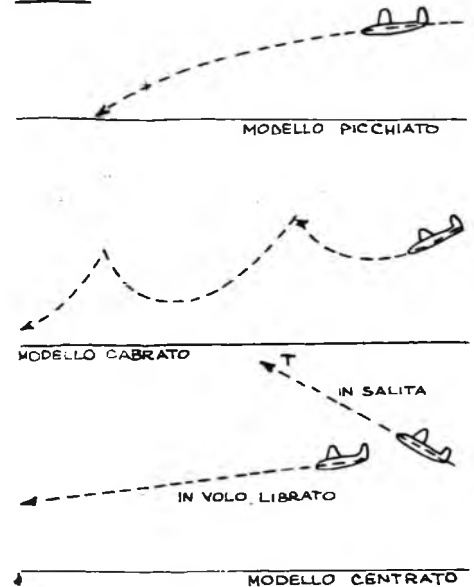 MODELLO PICCHIATO
MODELLO CABRATO
T
IN SALITA
IN VOLO LIBRATO
MODELLO CENTRATO